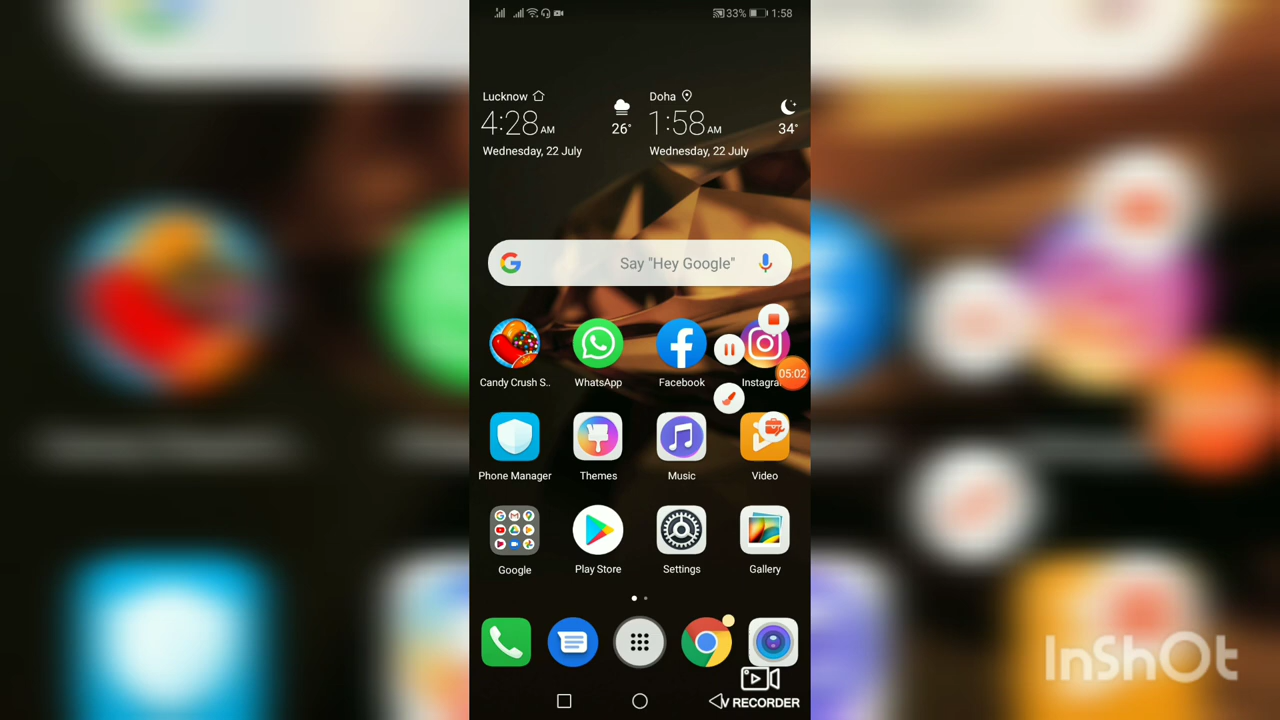 33% 1:58
Lucknow Doha
4:28 AM 26° 1:58 AM 34°
Wednesday, 22 July Wednesday, 22 July
Say "Hey Google"
05:02
Candy Crush S.. WhatsApp Facebook Instagra
Phone Manager Themes Music Video
Google Play Store Settings Gallery
InShOt
V RECORDER